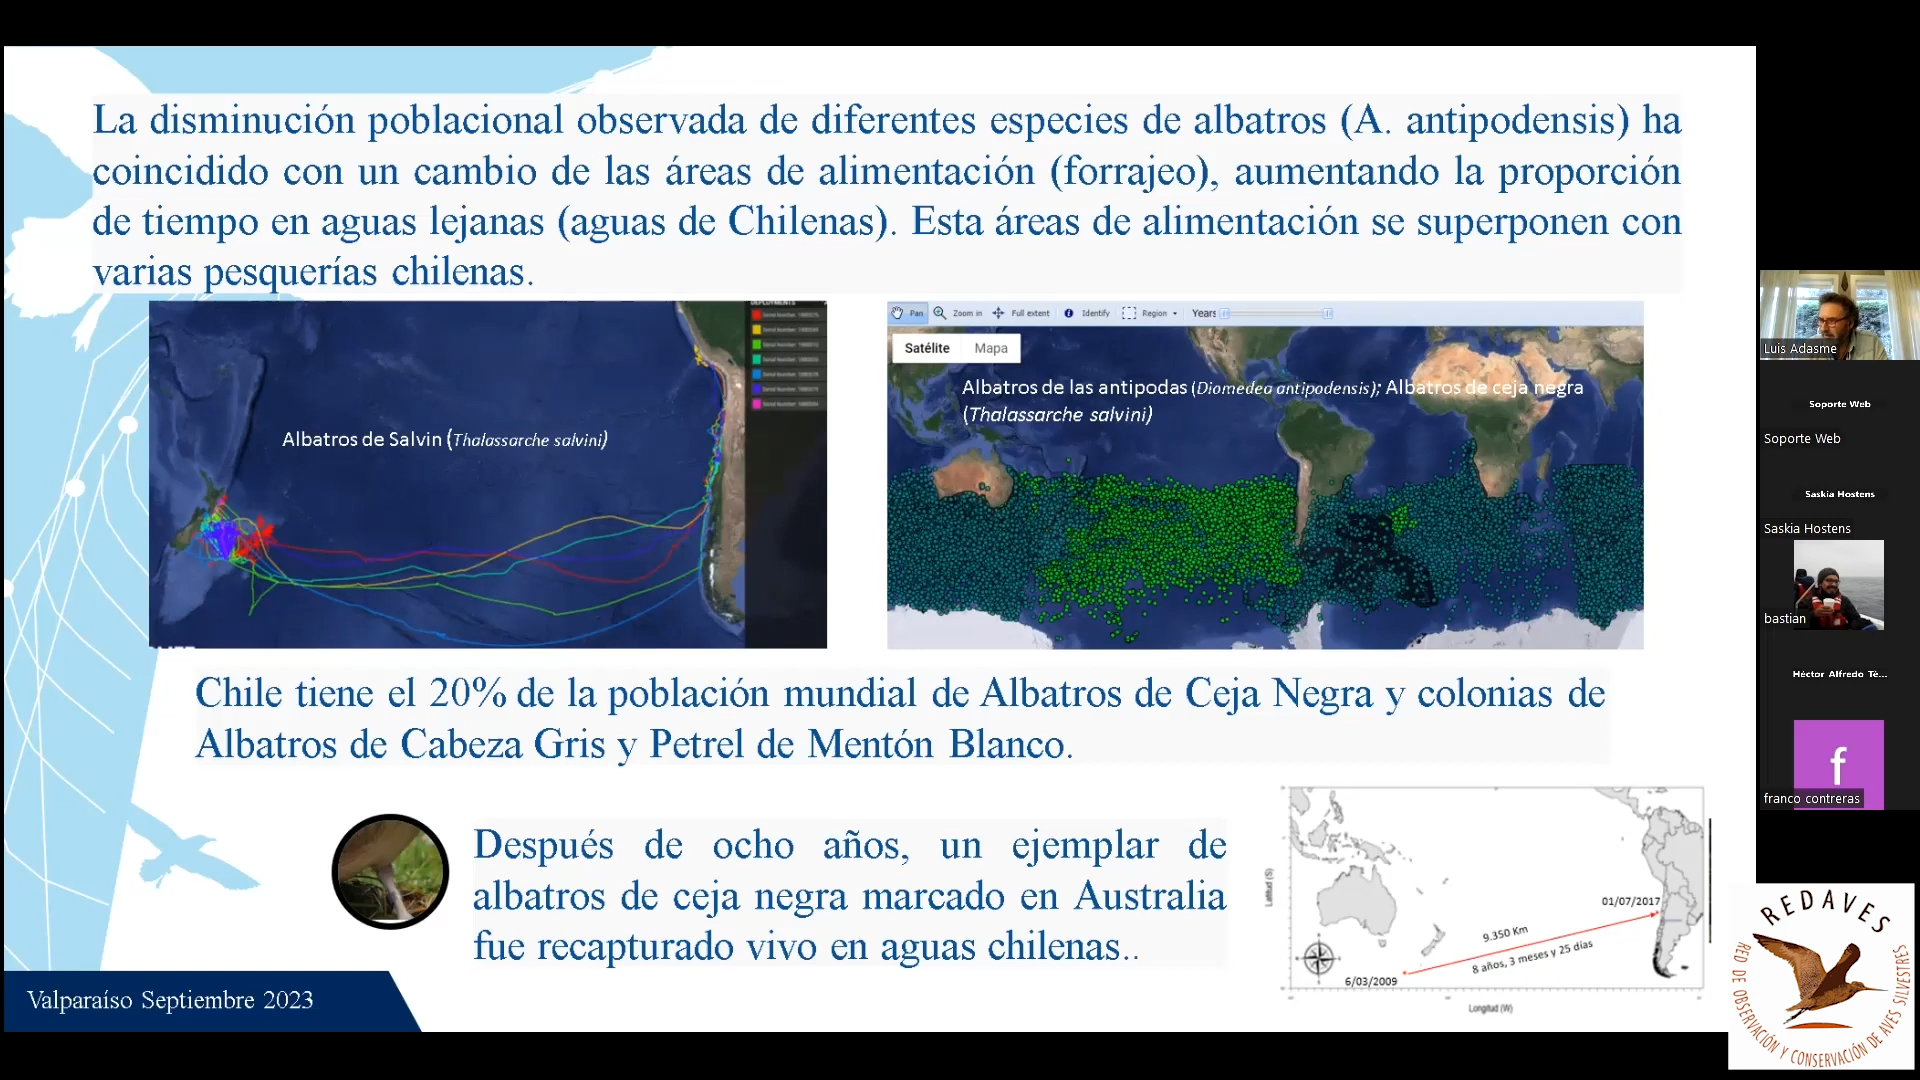 La disminución poblacional observada de diferentes especies de albatros (A. antipodensis) ha
coincidido con un cambio de las áreas de alimentación (forrajeo), aumentando la proporción
de tiempo en aguas lejanas (aguas de Chilenas). Esta áreas de alimentación se superponen con
varias pesquerías chilenas.
DEPLOYMENTS
Albatros de Salvin (Thalassarche salvini)
Pan Zoom in Full extent Identify Region Years
Satélite Mapa
Albatros de las antipodas (Diomedea antipodensis); Albatros de ceja negra
(Thalassarche salvini)
Chile tiene el 20% de la población mundial de Albatros de Ceja Negra y colonias de
Albatros de Cabeza Gris y Petrel de Mentón Blanco.
Después de ocho años, un ejemplar de
albatros de ceja negra marcado en Australia
fue recapturado vivo en aguas chilenas..
Latitud (S)
01/07/2017
9.350 Km
8 años, 3 meses y 25 días
6/03/2009
Longitud (W)
Valparaíso Septiembre 2023
Luis Adasme
Soporte Web
Soporte Web
Saskia Hostens
Saskia Hostens
bastian
Héctor Alfredo Tè...
f
franco contreras
REDAVES
RED DE OBSERVACIÓN Y CONSERVACIÓN DE AVES SILVESTRES